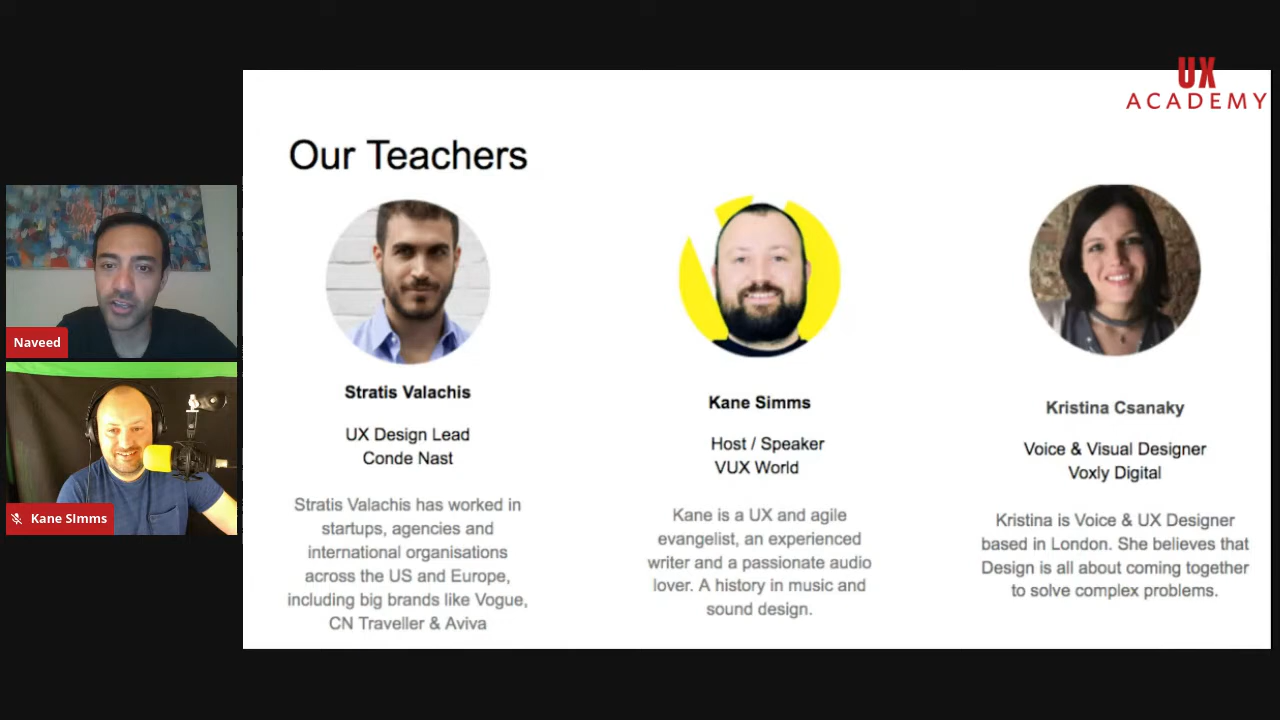 UX
ACADEMY
Our Teachers
Naveed
Kane SImms
Stratis Valachis
UX Design Lead
Conde Nast
Stratis Valachis has worked in
startups, agencies and
international organisations
across the US and Europe,
including big brands like Vogue,
CN Traveller & Aviva
Kane Simms
Host / Speaker
VUX World
Kane is a UX and agile
evangelist, an experienced
writer and a passionate audio
lover. A history in music and
sound design.
Kristina Csanaky
Voice & Visual Designer
Voxly Digital
Kristina is Voice & UX Designer
based in London. She believes that
Design is all about coming together
to solve complex problems.